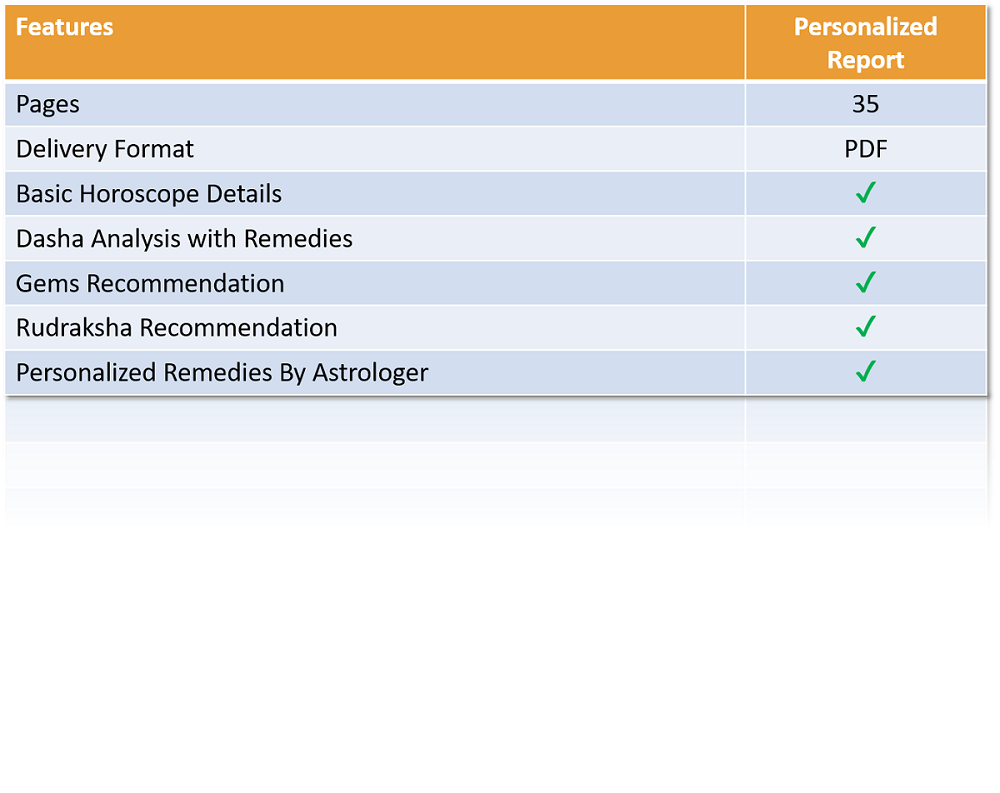 Features
Personalized
Report
Pages 35
Delivery Format PDF
Basic Horoscope Details ✓
Dasha Analysis with Remedies ✓
Gems Recommendation ✓
Rudraksha Recommendation ✓
Personalized Remedies By Astrologer ✓